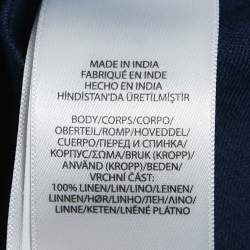 MADE IN INDIA
FABRIQUÉ EN INDE
HECHO EN INDIA
HİNDİSTAN'DA ÜRETİLMİŞTİR
BODY/CORPS/CORPO/
OBERTEIL/ROMP/HOVEDDEL/
CUERPO/ПЕРЕД И СПИНКА/
КОРПУС/ΣΩΜΑ/BRUK (KROPP)/
ANVÄND (KROPP)/BEDEN/
VRCHNÍ ČÁST:
100% LINEN/LIN/LINO/LEINEN/
LINNEN/HØR/LINHO/ЛЕН/ΛΙΝΟ/
LINNE/KETEN/LNĚNÉ PLÁTNO